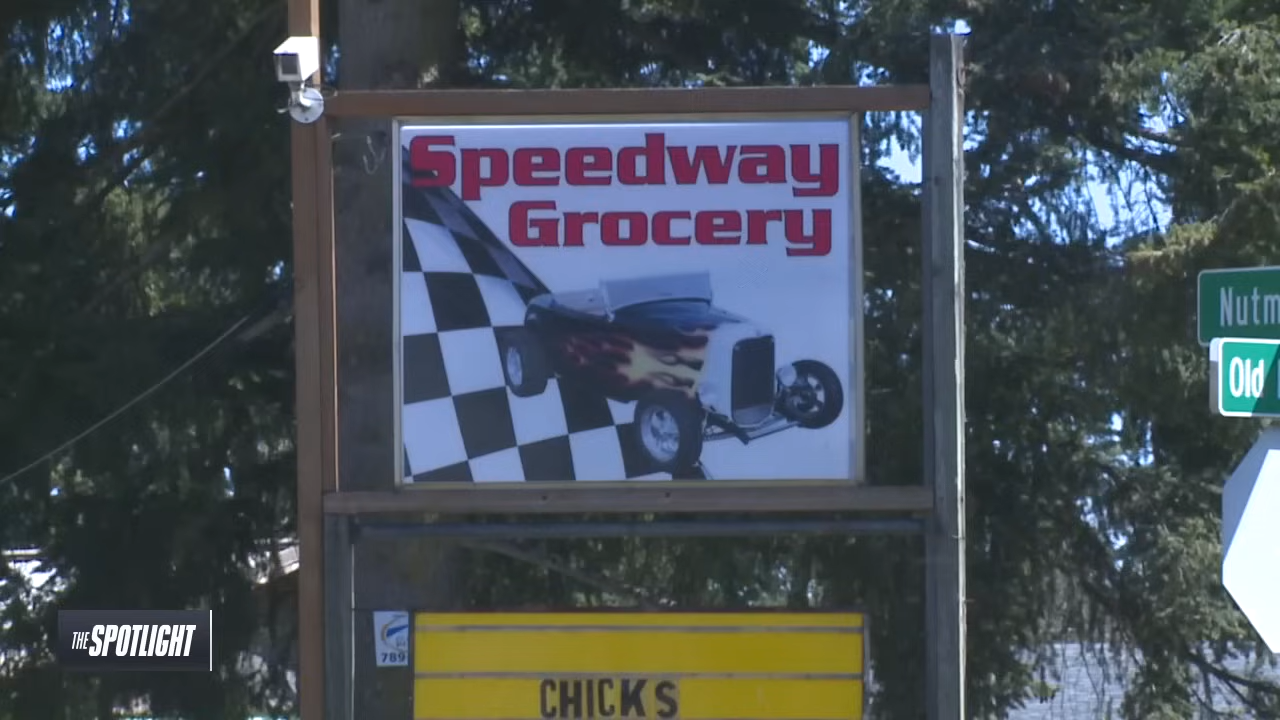 Speedway
Grocery
Nutm
Old
THE SPOTLIGHT
789
CHICKS